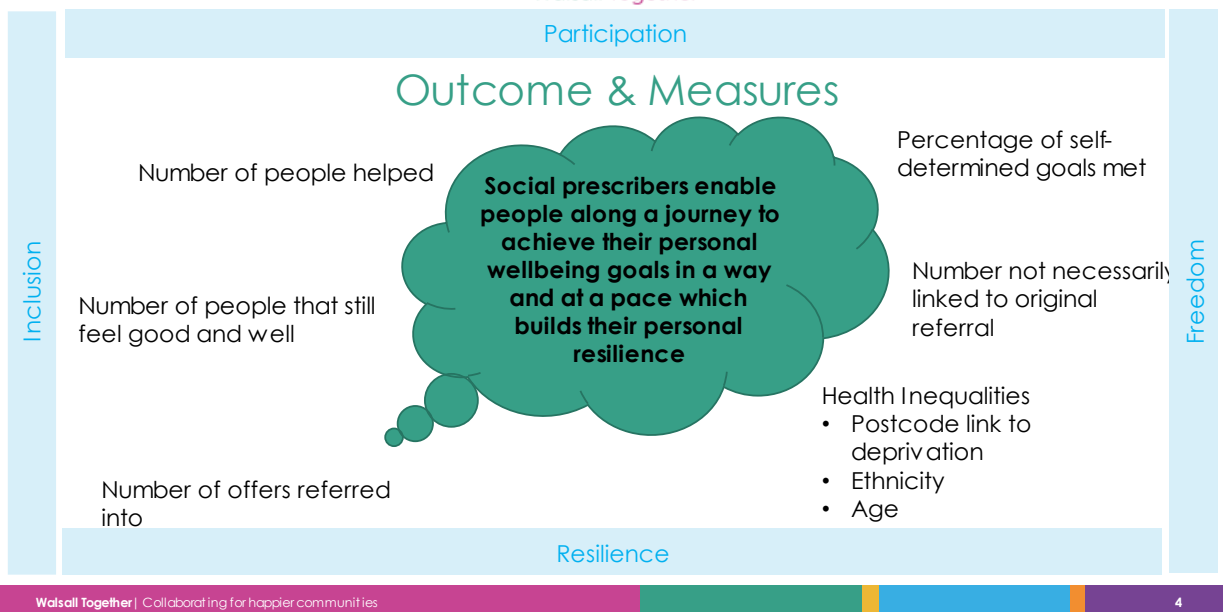 Participation
Outcome & Measures
Inclusion
Number of people helped
Number of people that still
feel good and well
Number of offers referred
into
Social prescribers enable
people along a journey to
achieve their personal
wellbeing goals in a way
and at a pace which
builds their personal
resilience
Percentage of self-
determined goals met
Number not necessarily
linked to original
referral
Health Inequalities
• Postcode link to
deprivation
• Ethnicity
• Age
Freedom
Resilience
Walsall Together| Collaborating for happier communities
4